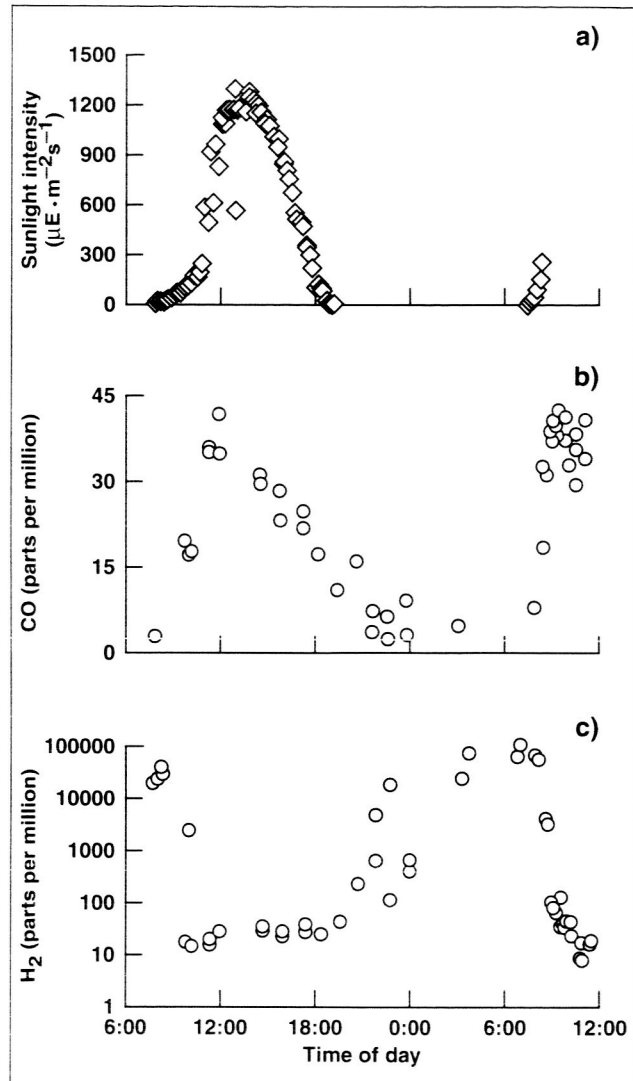 a)
Sunlight intensity
(μE · m⁻²s⁻¹)
1500
1200
900
600
300
0
b)
CO (parts per million)
45
30
15
0
c)
H₂ (parts per million)
100000
10000
1000
100
10
1
6:00 12:00 18:00 0:00 6:00 12:00
Time of day